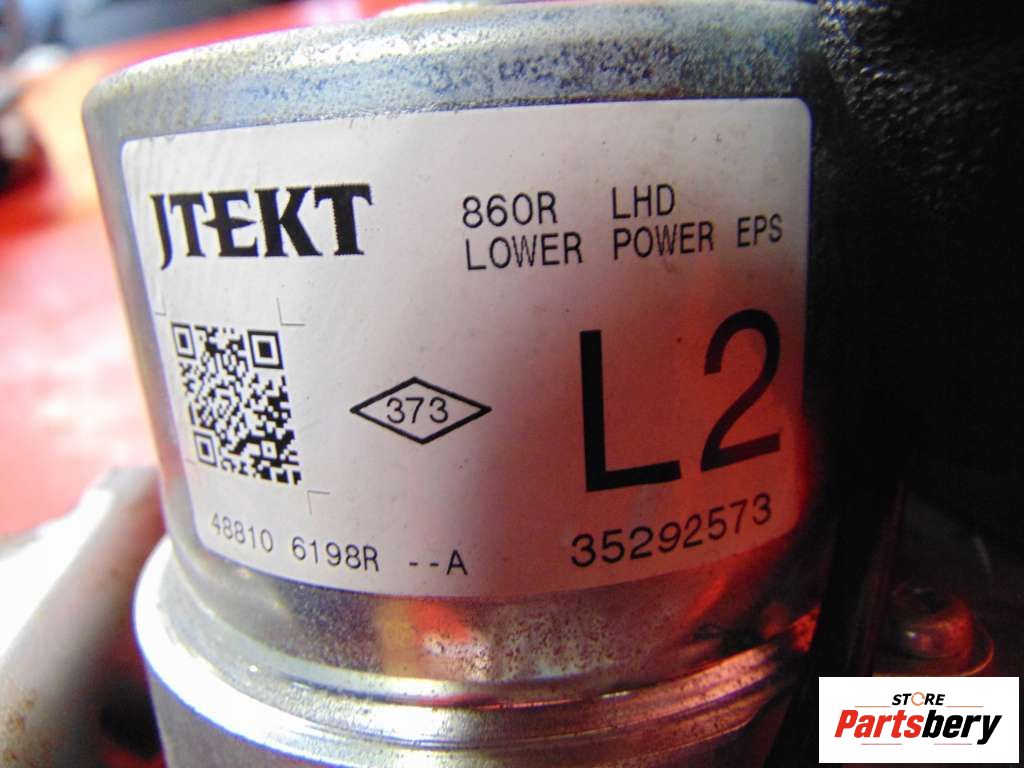 JTEKT
860R LHD
LOWER POWER EPS
373
L2
48810 6198R --A
35292573
STORE
Partsbery